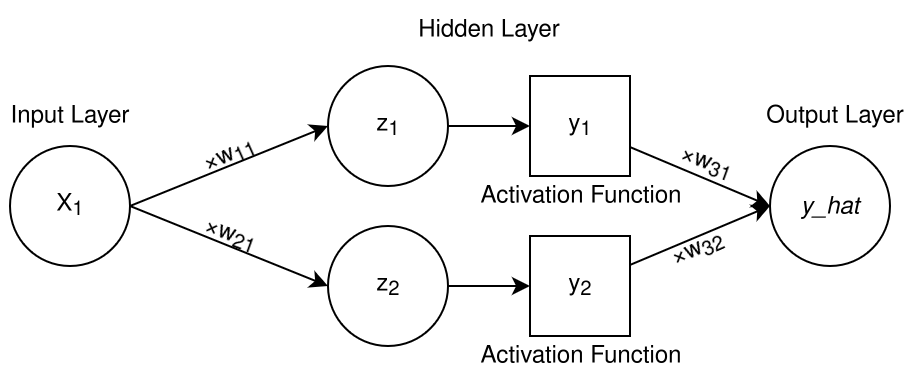 Hidden Layer
Input Layer
Output Layer
X₁
×w₁₁
×w₂₁
z₁
y₁
Activation Function
z₂
y₂
Activation Function
×w₃₁
×w₃₂
y_hat